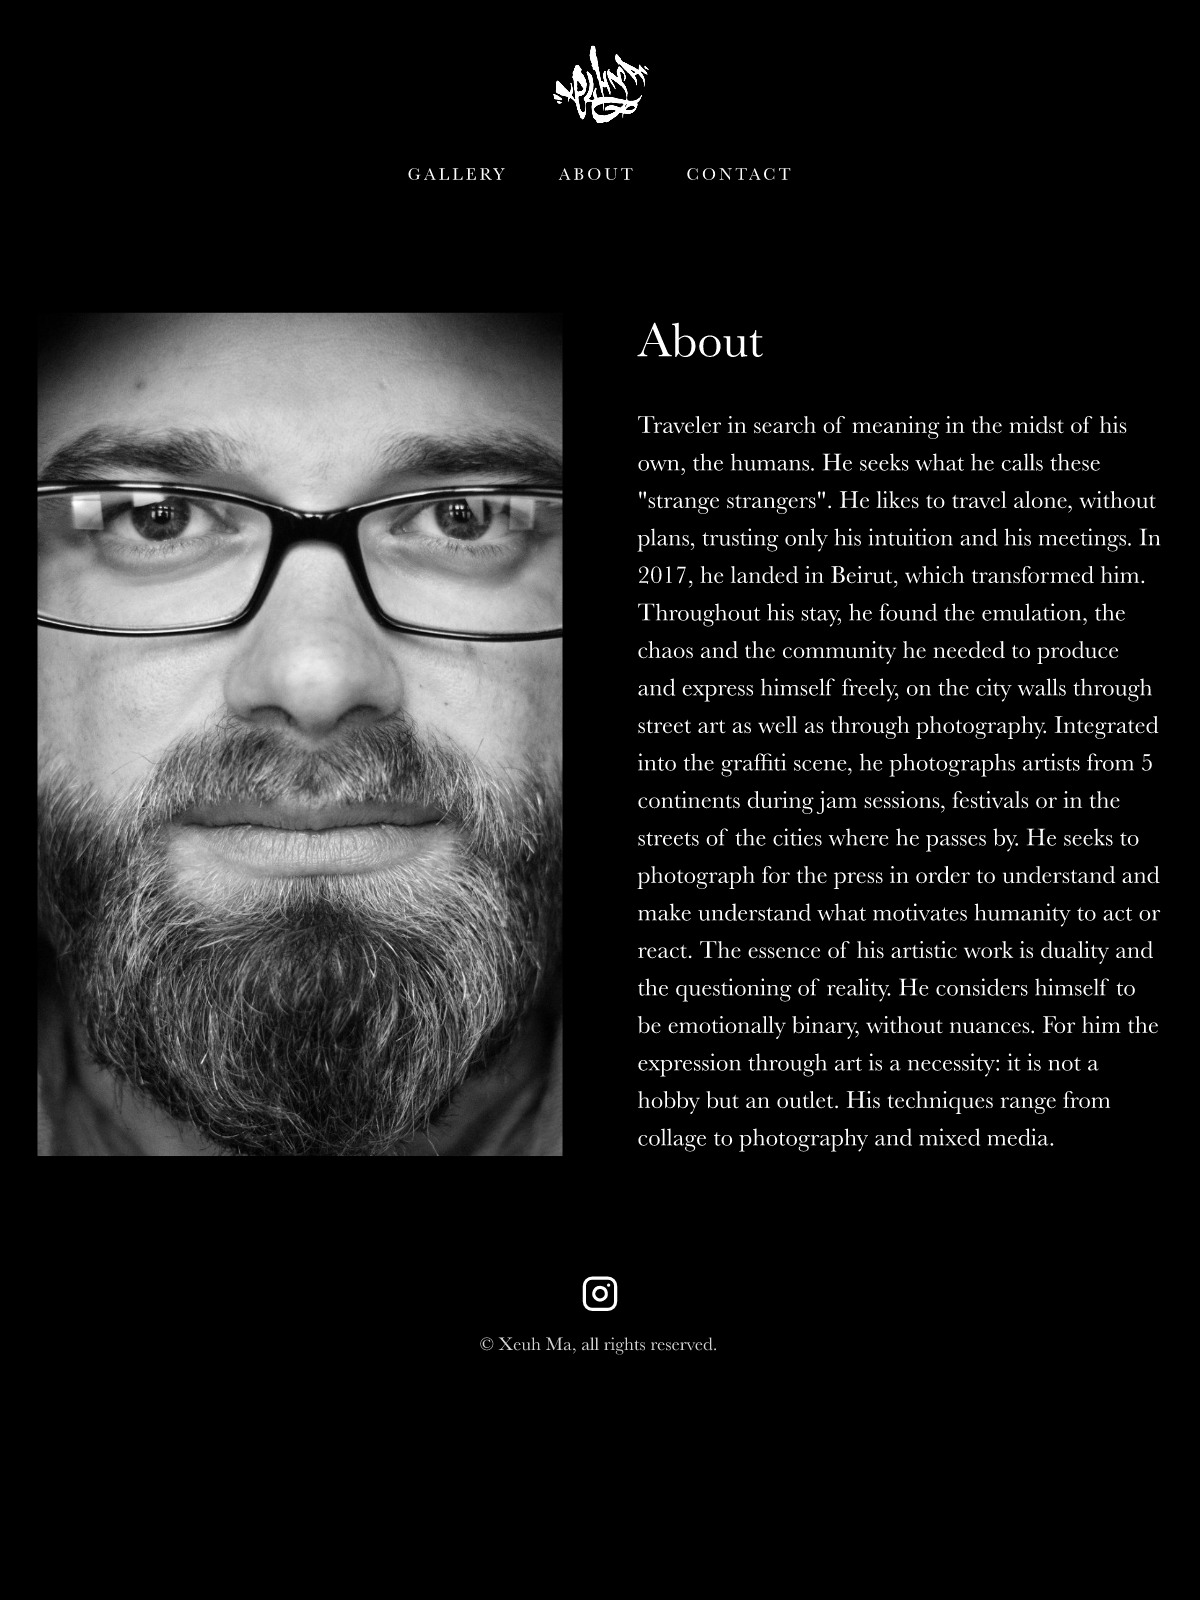 GALLERY ABOUT CONTACT
About
Traveler in search of meaning in the midst of his
own, the humans. He seeks what he calls these
"strange strangers". He likes to travel alone, without
plans, trusting only his intuition and his meetings. In
2017, he landed in Beirut, which transformed him.
Throughout his stay, he found the emulation, the
chaos and the community he needed to produce
and express himself freely, on the city walls through
street art as well as through photography. Integrated
into the graffiti scene, he photographs artists from 5
continents during jam sessions, festivals or in the
streets of the cities where he passes by. He seeks to
photograph for the press in order to understand and
make understand what motivates humanity to act or
react. The essence of his artistic work is duality and
the questioning of reality. He considers himself to
be emotionally binary, without nuances. For him the
expression through art is a necessity: it is not a
hobby but an outlet. His techniques range from
collage to photography and mixed media.
© Xeuh Ma, all rights reserved.